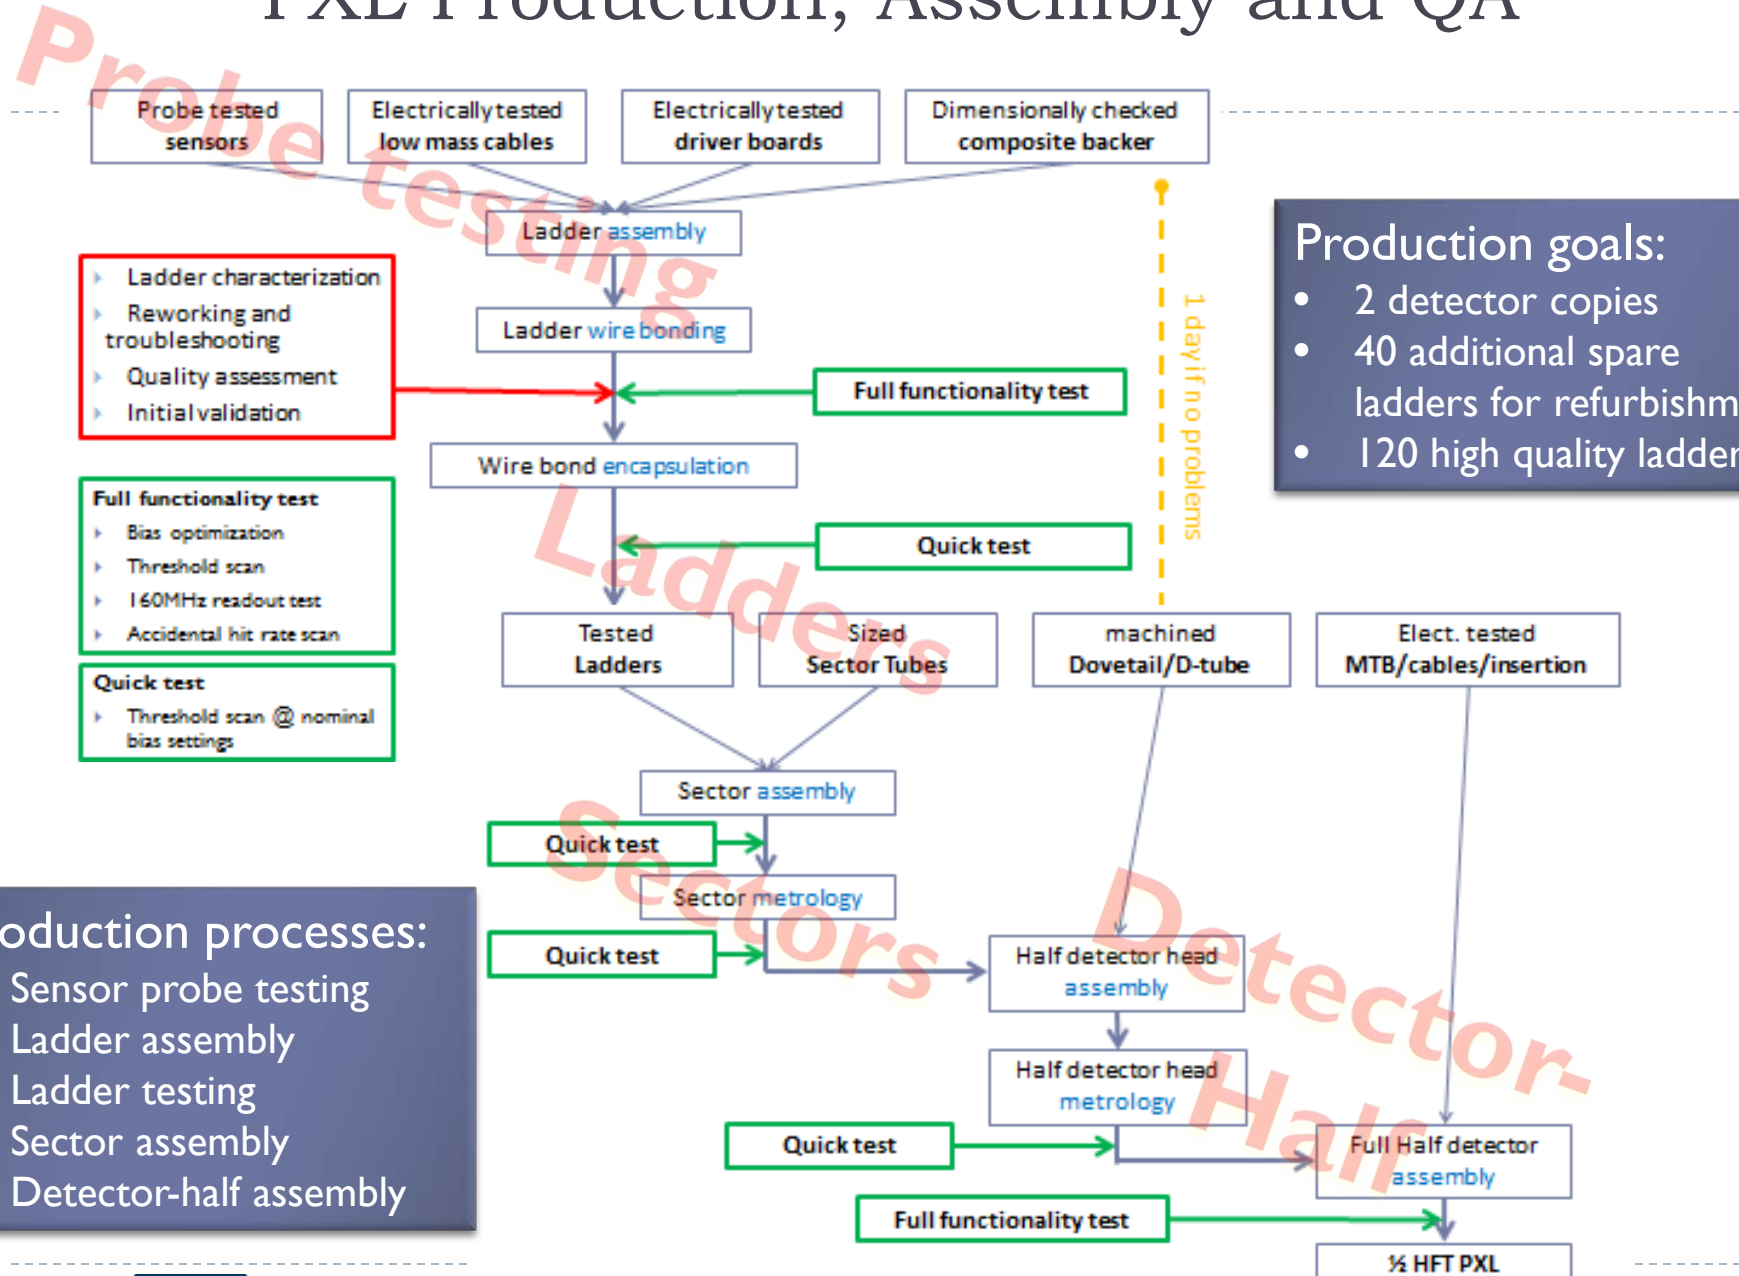 PXL Production, Assembly and QA
Probe testing
Probe tested
sensors
Electrically tested
low mass cables
Electrically tested
driver boards
Dimensionally checked
composite backer
Ladder assembly
Ladder wire bonding
Ladder characterization
Reworking and
troubleshooting
Quality assessment
Initial validation
Full functionality test
1 day if no problems
Production goals:
• 2 detector copies
• 40 additional spare
ladders for refurbishm
• 120 high quality ladder
Wire bond encapsulation
Full functionality test
Bias optimization
Threshold scan
160MHz readout test
Accidental hit rate scan
Quick test
Threshold scan @ nominal
bias settings
Ladders
Quick test
Tested
Ladders
Sized
Sector Tubes
machined
Dovetail/D-tube
Elect. tested
MTB/cables/insertion
Sector assembly
Quick test
Sectors
Sector metrology
Quick test
Detector-
Half
Half detector head
assembly
Half detector head
metrology
Quick test
Full Half detector
assembly
Full functionality test
½ HFT PXL
oduction processes:
Sensor probe testing
Ladder assembly
Ladder testing
Sector assembly
Detector-half assembly